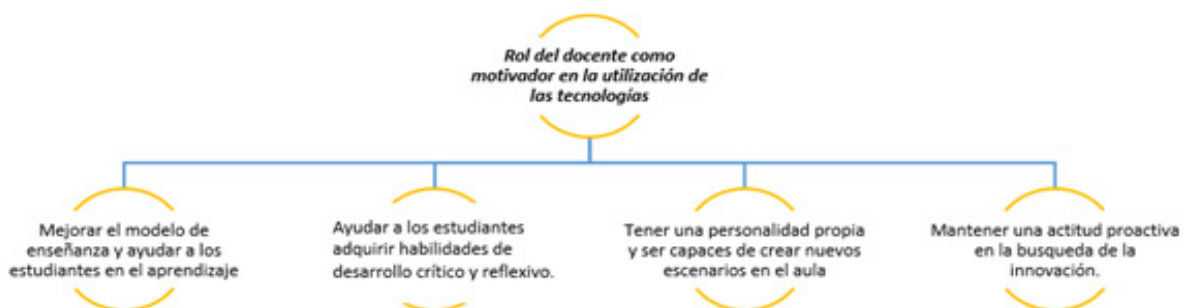 Rol del docente como
motivador en la utilización de
las tecnologías
Mejorar el modelo de
enseñanza y ayudar a los
estudiantes en el aprendizaje
Ayudar a los estudiantes
adquirir habilidades de
desarrollo crítico y reflexivo.
Tener una personalidad propia
y ser capaces de crear nuevos
escenarios en el aula
Mantener una actitud proactiva
en la busqueda de la
innovación.